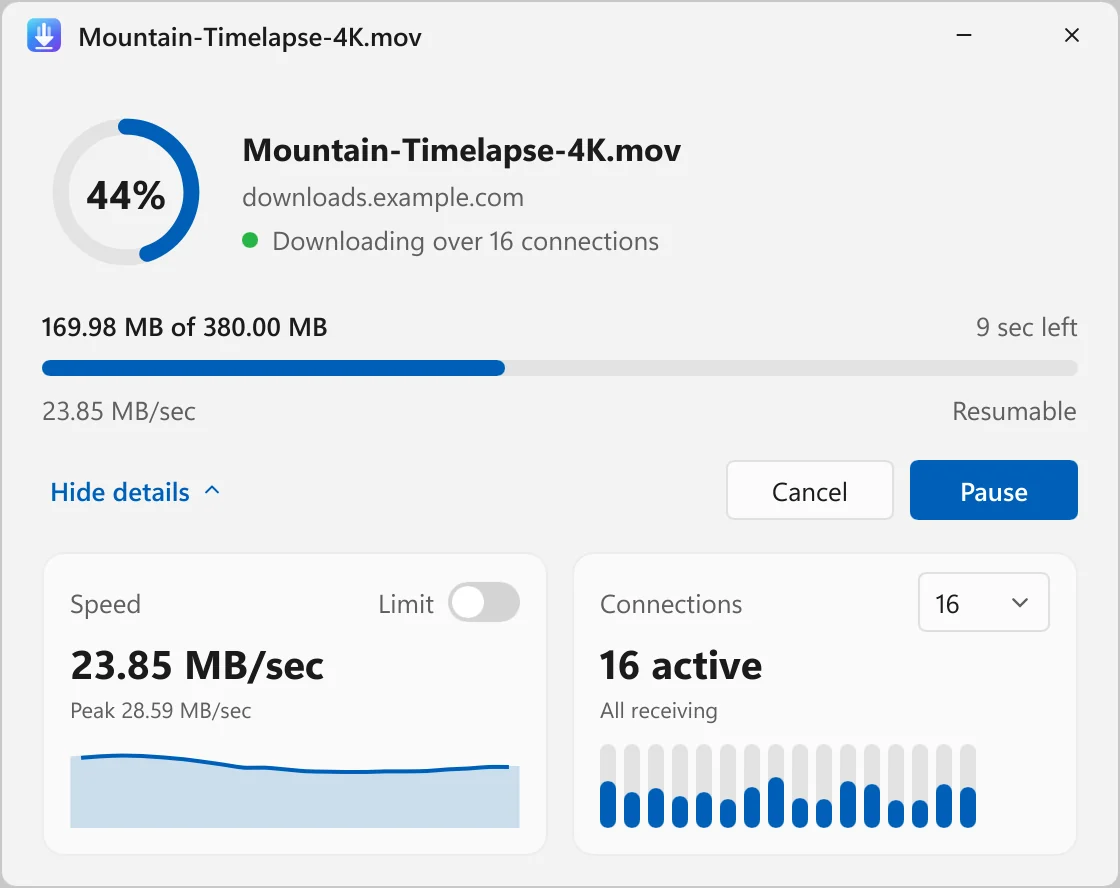 Mountain-Timelapse-4K.mov
44%
Mountain-Timelapse-4K.mov
downloads.example.com
Downloading over 16 connections
169.98 MB of 380.00 MB
9 sec left
23.85 MB/sec
Resumable
Hide details
Cancel
Pause
Speed
Limit
23.85 MB/sec
Peak 28.59 MB/sec
Connections
16
16 active
All receiving